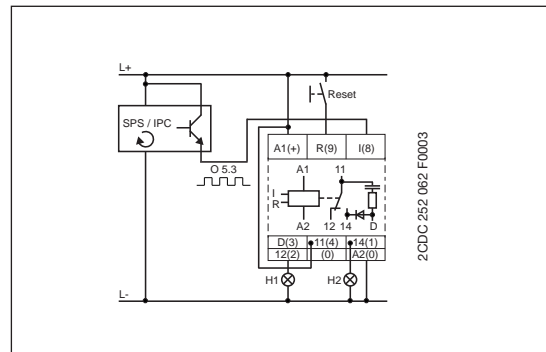 L+
Reset
SPS / IPC
A1(+) R(9) I(8)
O 5.3
A1 11
I
R
A2 12 14 D
D(3) 11(4) 14(1)
12(2) (0) A2(0)
H1 H2
L-
2CDC 252 062 F0003